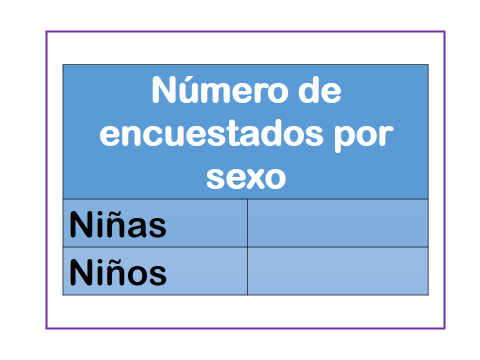 Número de
encuestados por
sexo
Niñas
Niños